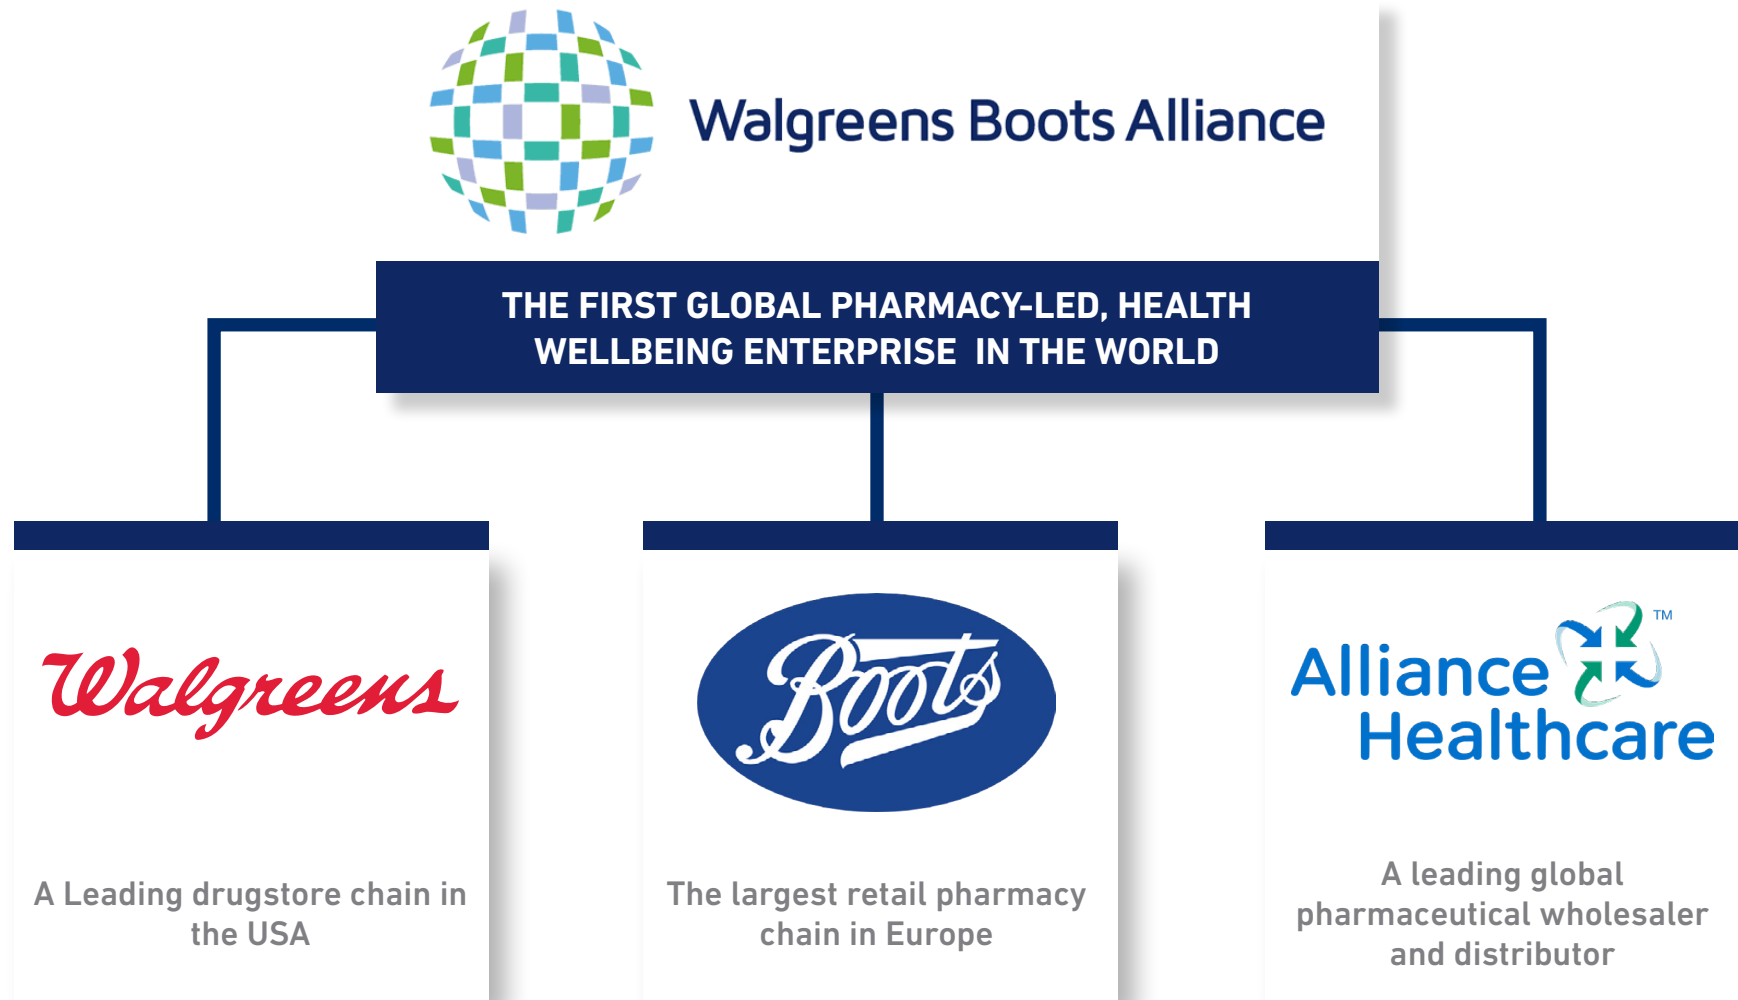 Walgreens Boots Alliance
THE FIRST GLOBAL PHARMACY-LED, HEALTH
WELLBEING ENTERPRISE  IN THE WORLD
Walgreens
A Leading drugstore chain in
the USA
Boots
The largest retail pharmacy
chain in Europe
Alliance
Healthcare
TM
A leading global
pharmaceutical wholesaler
and distributor